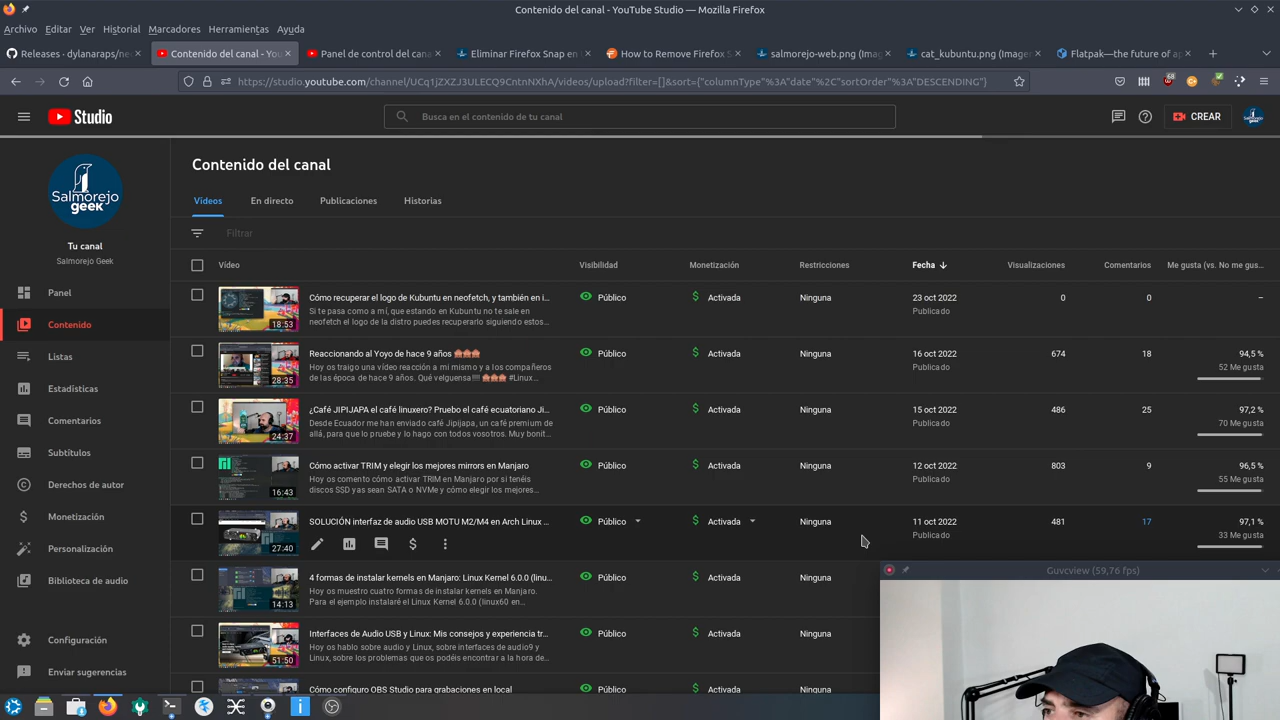 Contenido del canal - YouTube Studio — Mozilla Firefox
Archivo Editar Ver Historial Marcadores Herramientas Ayuda
Releases · dylanaraps/ne
Contenido del canal - You
Panel de control del cana
Eliminar Firefox Snap en
How to Remove Firefox S
salmorejo-web.png (Imag
cat_kubuntu.png (Imagen
Flatpak—the future of ap
https://studio.youtube.com/channel/UCq1jZXZJ3ULECQ9CntnNXhA/videos/upload?filter=[]&sort={"columnType"%3A"date"%2C"sortOrder"%3A"DESCENDING"}
Studio
Busca en el contenido de tu canal
CREAR
Salmorejo
geek
Tu canal
Salmorejo Geek
Panel
Contenido
Listas
Estadísticas
Comentarios
Subtítulos
Derechos de autor
Monetización
Personalización
Biblioteca de audio
Configuración
Enviar sugerencias
Contenido del canal
Vídeos En directo Publicaciones Historias
Filtrar
Vídeo Visibilidad Monetización Restricciones Fecha Visualizaciones Comentarios Me gusta (vs. No me gus...
18:53
Cómo recuperar el logo de Kubuntu en neofetch, y también en i... Público $ Activada Ninguna 23 oct 2022 0 0 –
Si te pasa como a mí, que estando en Kubuntu no te sale en Publicado
neofetch el logo de la distro puedes recuperarlo siguiendo estos...
28:35
Reaccionando al Yoyo de hace 9 años 🙈🙈🙈 Público $ Activada Ninguna 16 oct 2022 674 18 94,5 %
Hoy os traigo una vídeo reacción a mi mismo y a los compañeros Publicado 52 Me gusta
de las época de hace 9 años. Qué velguensa!!! 🙈🙈🙈 #Linux...
24:37
¿Café JIPIJAPA el café linuxero? Pruebo el café ecuatoriano Ji... Público $ Activada Ninguna 15 oct 2022 486 25 97,2 %
Desde Ecuador me han enviado café Jipijapa, un café premium de Publicado 70 Me gusta
allá, para que lo pruebe y lo hago con todos vosotros. Muy bonit...
16:43
Cómo activar TRIM y elegir los mejores mirrors en Manjaro Público $ Activada Ninguna 12 oct 2022 803 9 96,5 %
Hoy os comento cómo activar TRIM en Manjaro por si tenéis Publicado 55 Me gusta
discos SSD yas sean SATA o NVMe y cómo elegir los mejores...
27:40
SOLUCIÓN interfaz de audio USB MOTU M2/M4 en Arch Linux ... Público $ Activada Ninguna 11 oct 2022 481 17 97,1 %
Publicado 33 Me gusta
14:13
4 formas de instalar kernels en Manjaro: Linux Kernel 6.0.0 (linu... Público $ Activada Ninguna
Hoy os muestro cuatro formas de instalar kernels en Manjaro.
Para el ejemplo instalaré el Linux Kernel 6.0.0 (linux60 en...
51:50
Interfaces de Audio USB y Linux: Mis consejos y experiencia tr... Público $ Activada Ninguna
Hoy os hablo sobre audio y Linux, sobre interfaces de audio9 y
Linux, sobre los problemas que os podéis encontrar a la hora de...
Cómo configuro OBS Studio para grabaciones en local Público Activada Ninguna
Guvcview (59,76 fps)